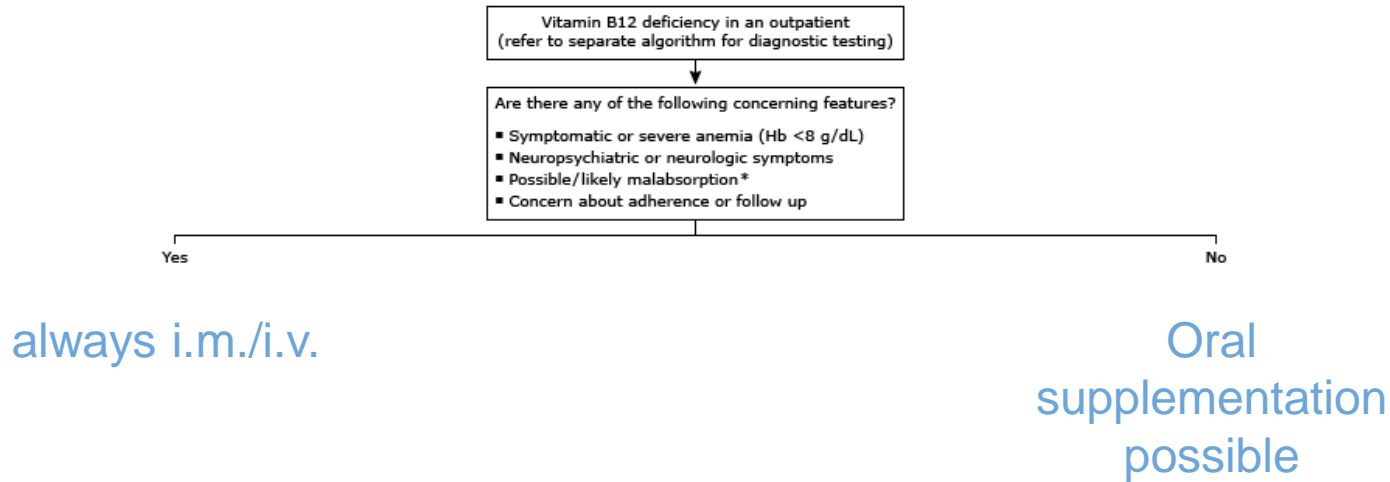 Vitamin B12 deficiency in an outpatient
(refer to separate algorithm for diagnostic testing)
Are there any of the following concerning features?
▪ Symptomatic or severe anemia (Hb <8 g/dL)
▪ Neuropsychiatric or neurologic symptoms
▪ Possible/likely malabsorption*
▪ Concern about adherence or follow up
Yes
No
always i.m./i.v.
Oral
supplementation
possible